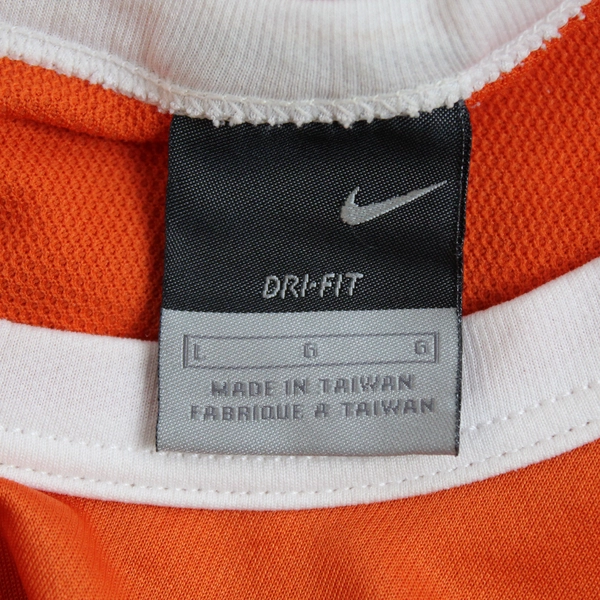 DRI-FIT
L G G
MADE IN TAIWAN
FABRIQUE A TAIWAN